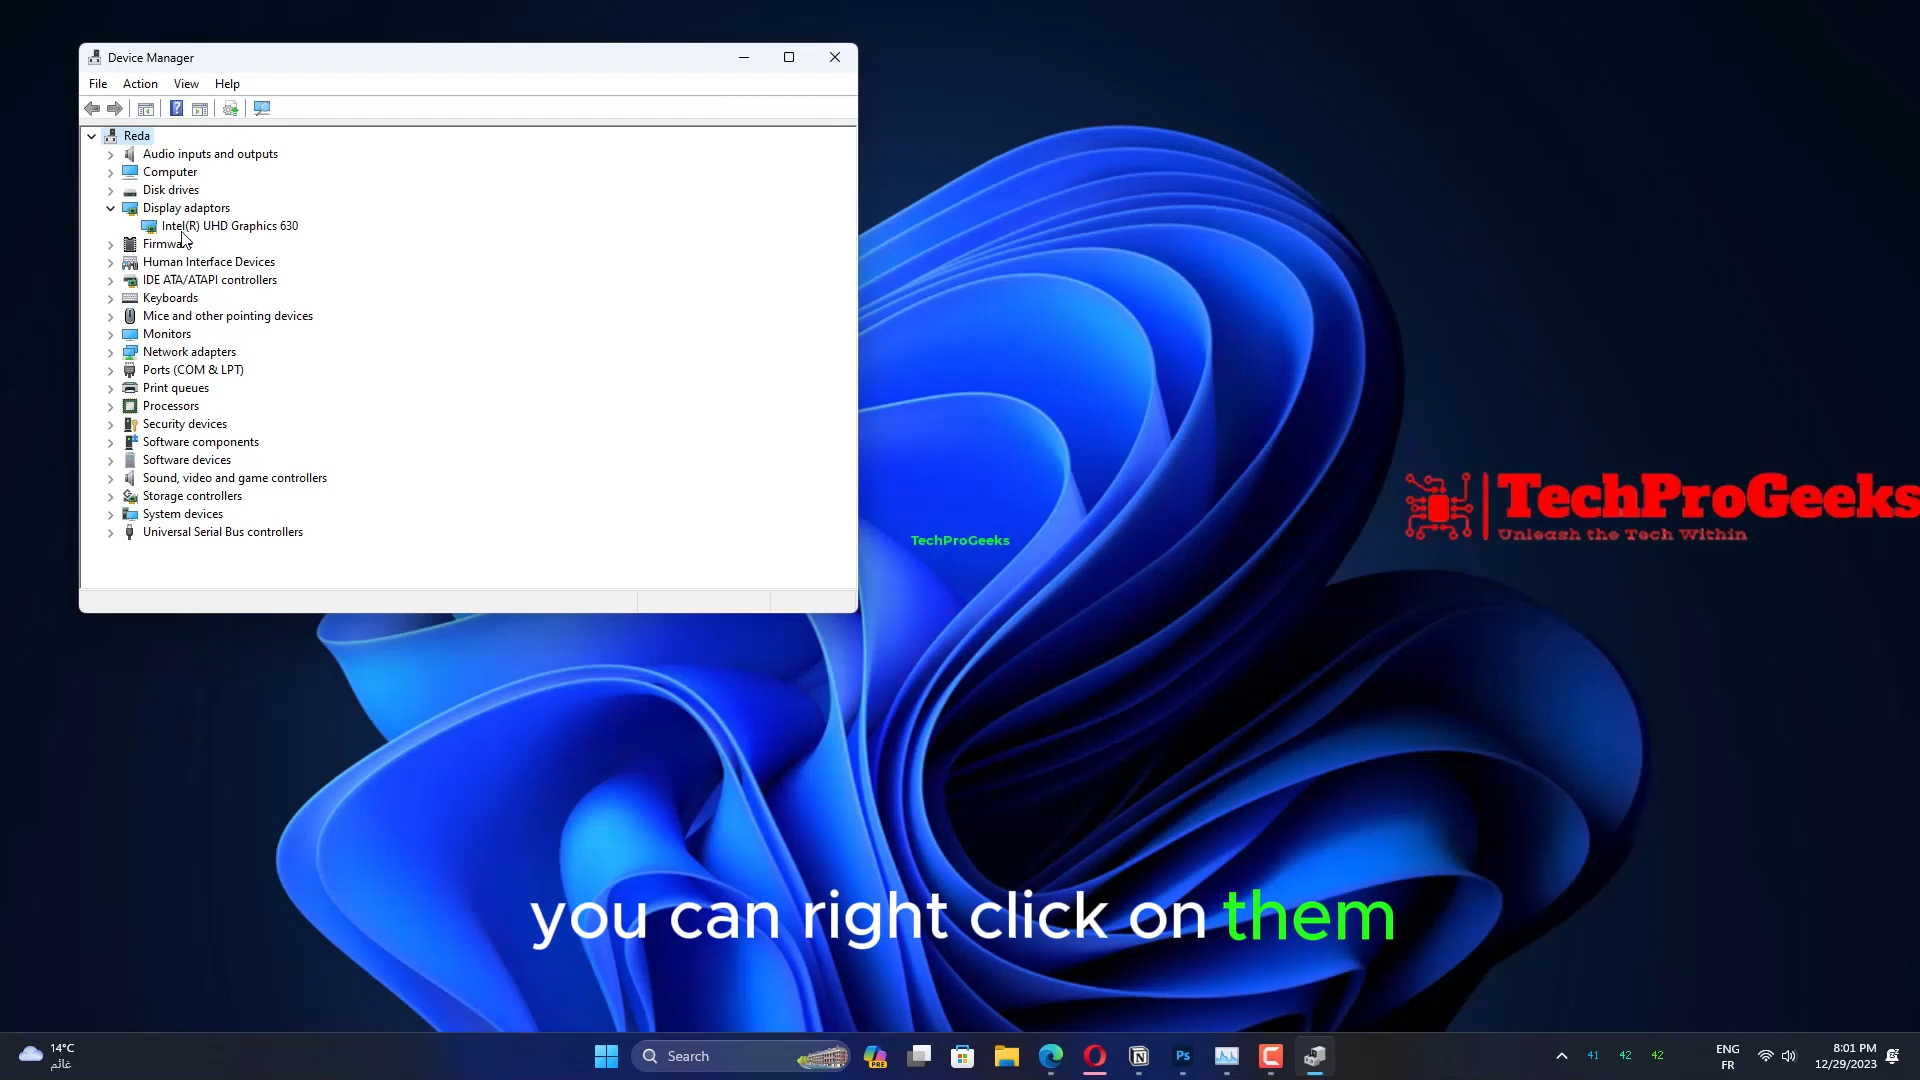 Device Manager
File Action View Help
Reda
Audio inputs and outputs
Computer
Disk drives
Display adaptors
Intel(R) UHD Graphics 630
Firmware
Human Interface Devices
IDE ATA/ATAPI controllers
Keyboards
Mice and other pointing devices
Monitors
Network adapters
Ports (COM & LPT)
Print queues
Processors
Security devices
Software components
Software devices
Sound, video and game controllers
Storage controllers
System devices
Universal Serial Bus controllers
TechProGeeks
Unleash the Tech Within
TechProGeeks
you can right click on them
14°C
غائم
Search
PRE
Ps
41 42 42
ENG
FR
8:01 PM
12/29/2023